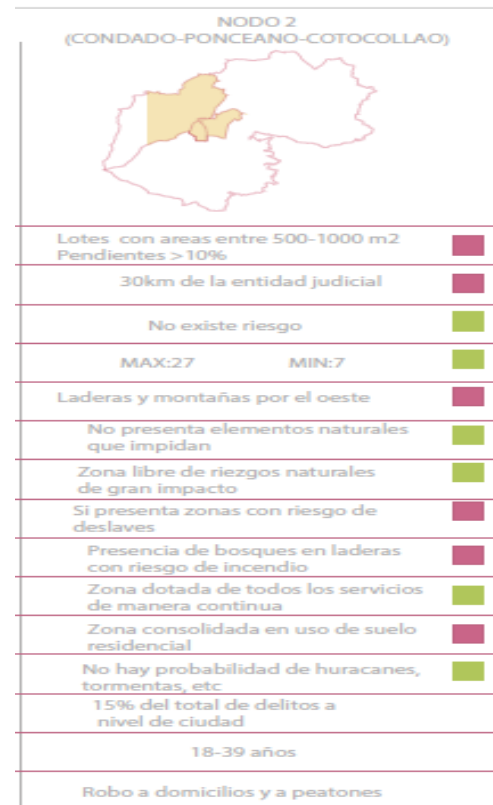 NODO 2
(CONDADO-PONCEANO-COTOCOLLAO)
Lotes con areas entre 500-1000 m2
Pendientes >10%
30km de la entidad judicial
No existe riesgo
MAX:27 MIN:7
Laderas y montañas por el oeste
No presenta elementos naturales
que impidan
Zona libre de riezgos naturales
de gran impacto
Si presenta zonas con riesgo de
deslaves
Presencia de bosques en laderas
con riesgo de incendio
Zona dotada de todos los servicios
de manera continua
Zona consolidada en uso de suelo
residencial
No hay probabilidad de huracanes,
tormentas, etc
15% del total de delitos a
nivel de ciudad
18-39 años
Robo a domicilios y a peatones